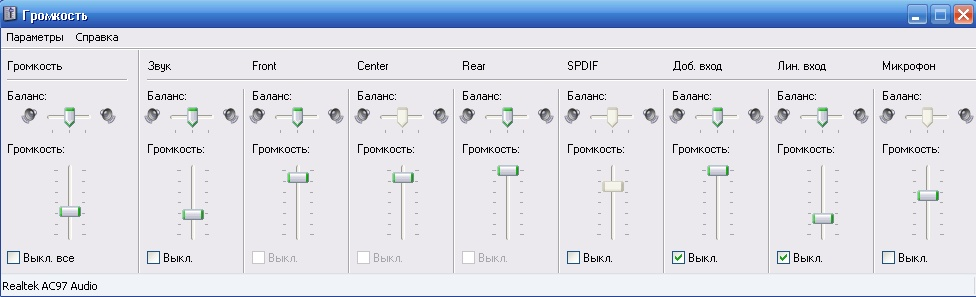 Громкость
Параметры Справка
Громкость Звук Front Center Rear SPDIF Доб. вход Лин. вход Микрофон
Баланс: Баланс: Баланс: Баланс: Баланс: Баланс: Баланс: Баланс: Баланс:
Громкость: Громкость: Громкость: Громкость: Громкость: Громкость: Громкость: Громкость: Громкость:
Выкл. все Выкл. Выкл. Выкл. Выкл. Выкл. Выкл. Выкл. Выкл.
Realtek AC97 Audio